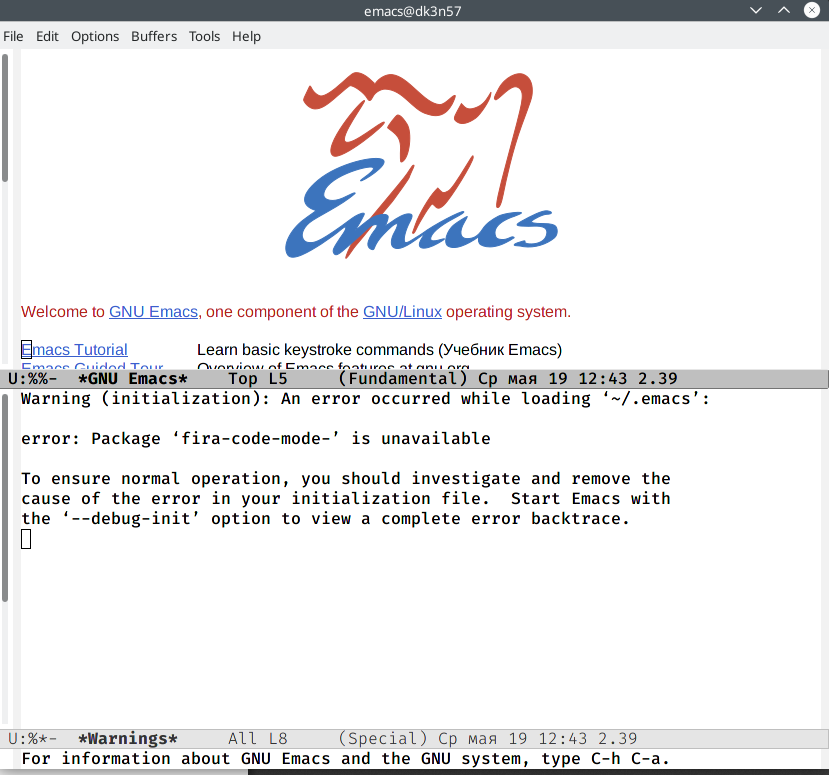 emacs@dk3n57
File Edit Options Buffers Tools Help
Emacs
Welcome to GNU Emacs, one component of the GNU/Linux operating system.
Emacs Tutorial Learn basic keystroke commands (Учебник Emacs)
Emacs Guided Tour Overview of Emacs features at gnu.org
U:%%- *GNU Emacs* Top L5 (Fundamental) Ср мая 19 12:43 2.39
Warning (initialization): An error occurred while loading ‘~/.emacs’:
error: Package ‘fira-code-mode-’ is unavailable
To ensure normal operation, you should investigate and remove the
cause of the error in your initialization file. Start Emacs with
the ‘--debug-init’ option to view a complete error backtrace.
U:%*- *Warnings* All L8 (Special) Ср мая 19 12:43 2.39
For information about GNU Emacs and the GNU system, type C-h C-a.